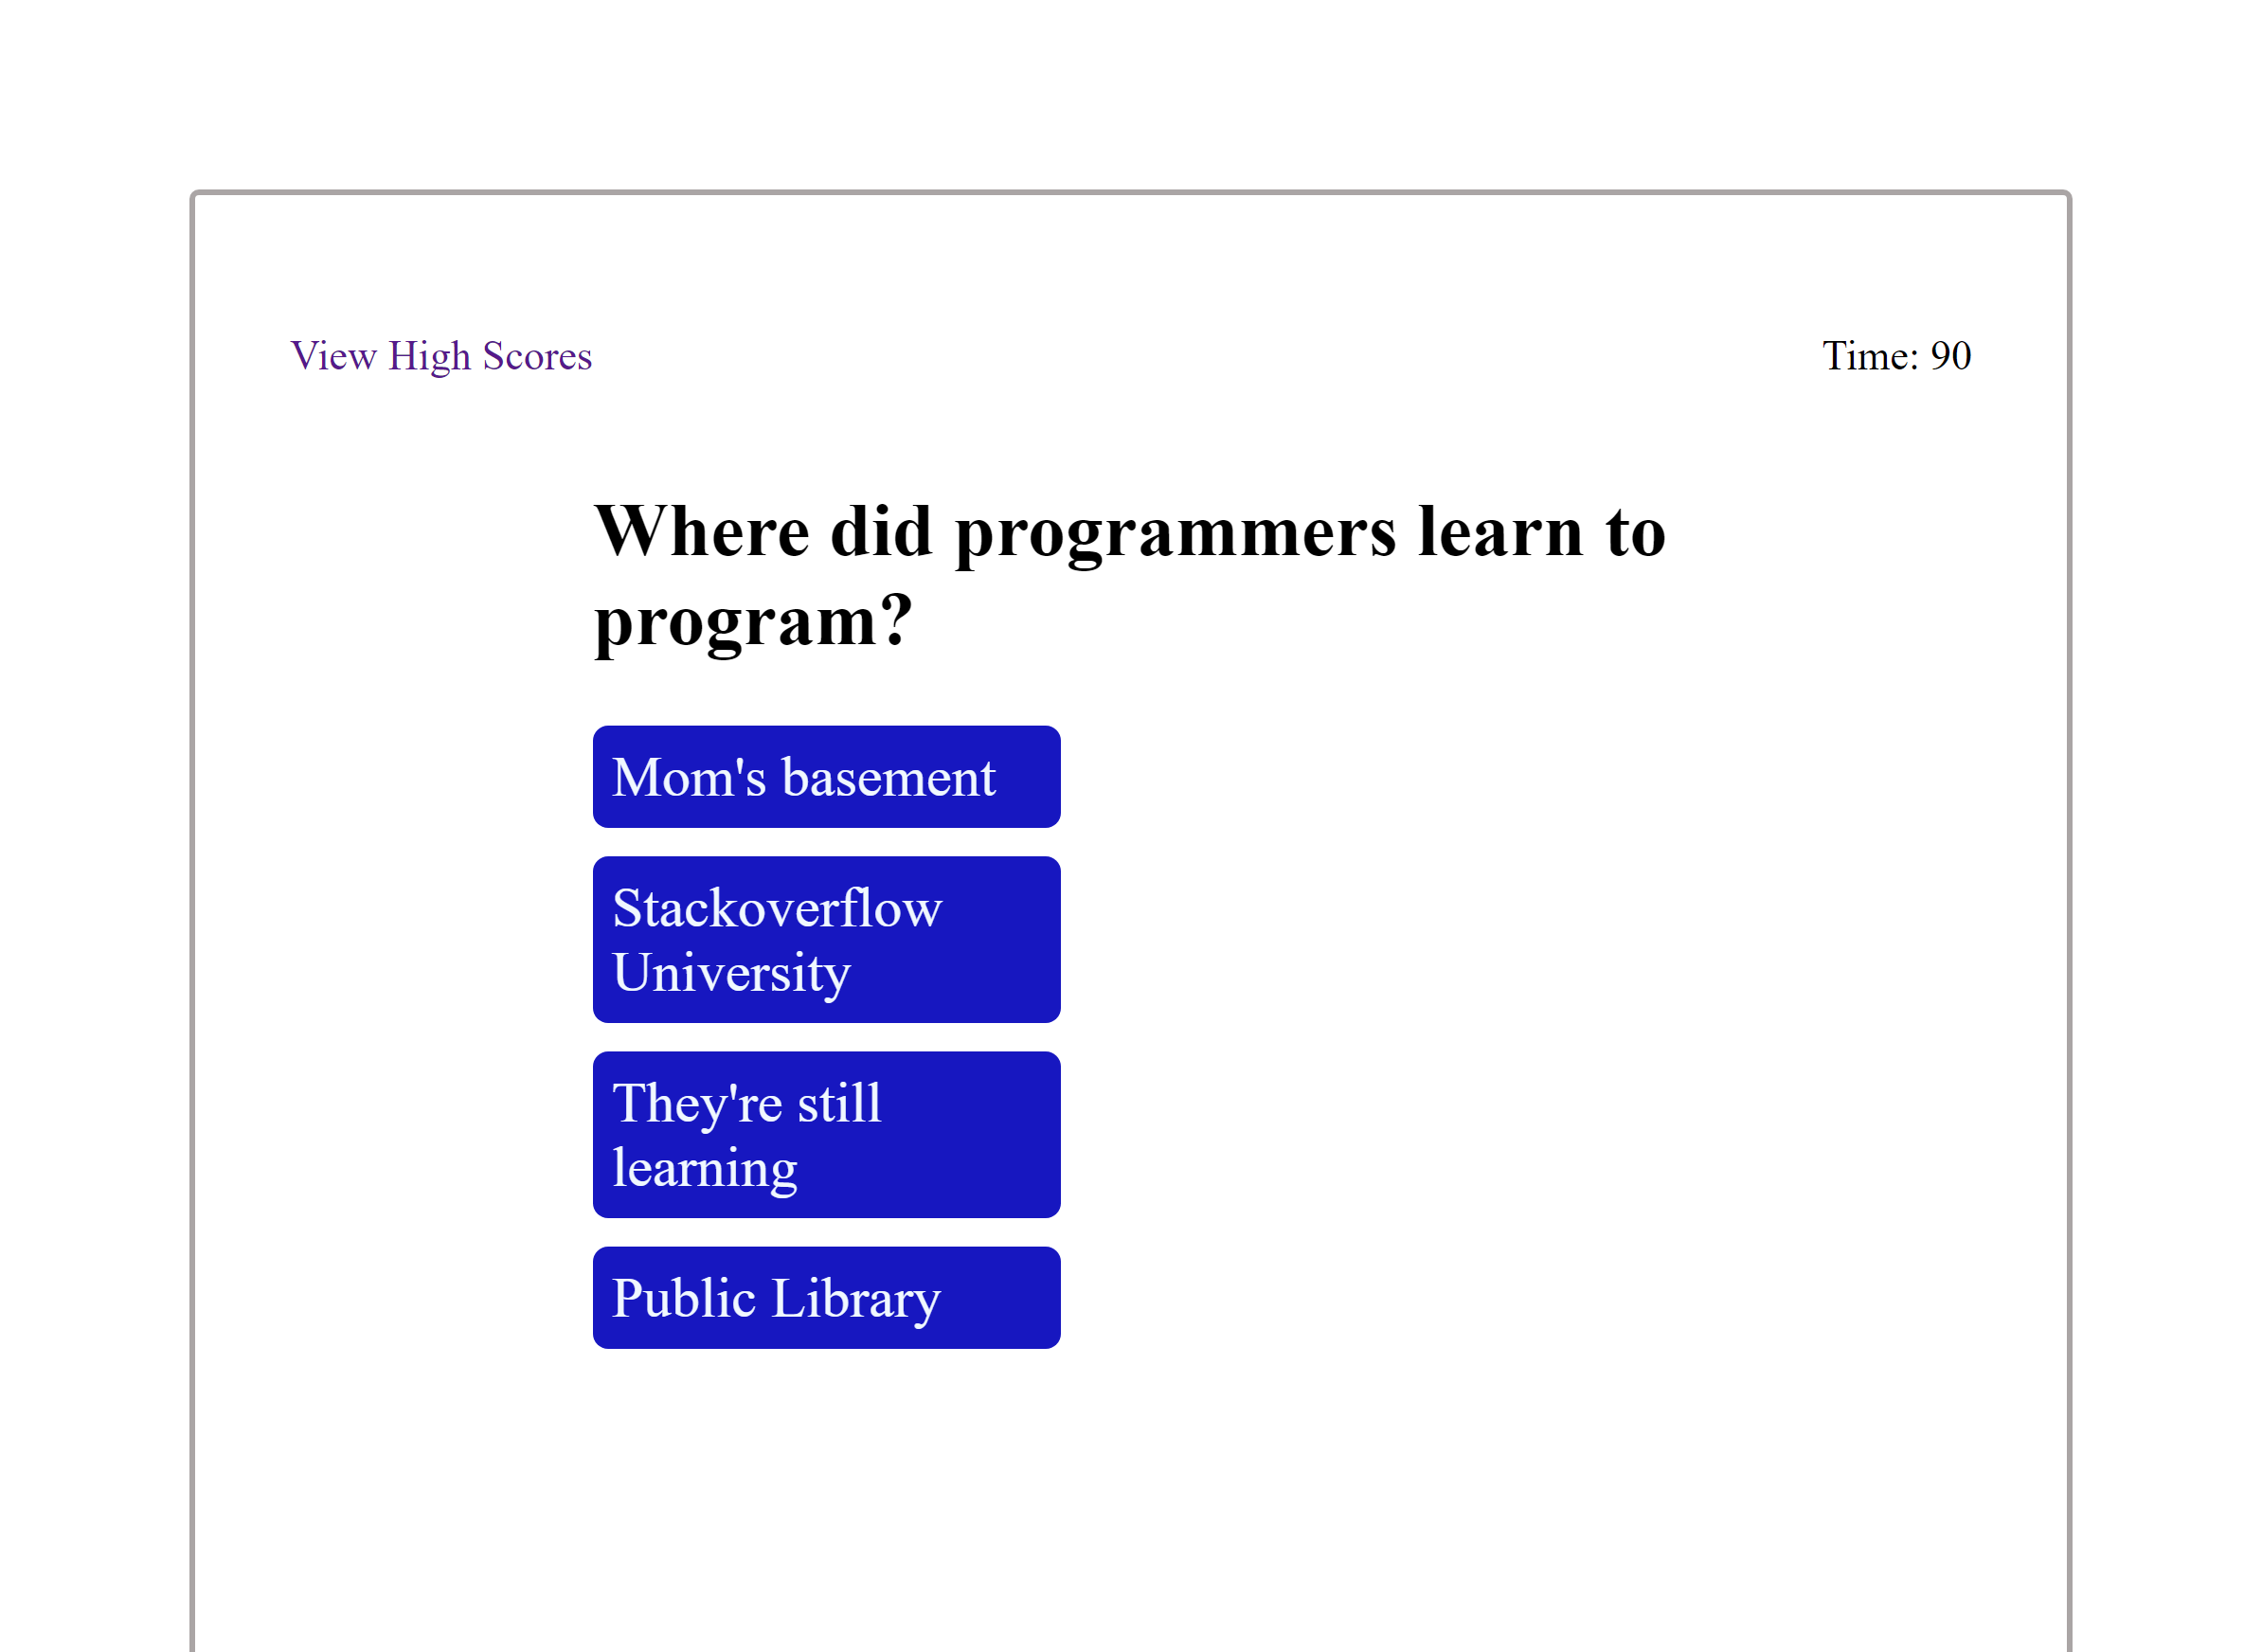 View High Scores
Time: 90
Where did programmers learn to
program?
Mom's basement
Stackoverflow
University
They're still
learning
Public Library